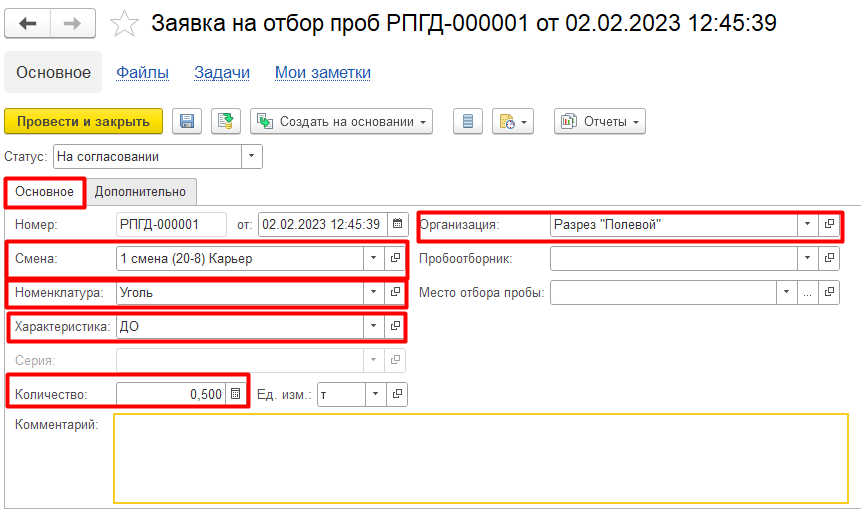 Заявка на отбор проб РПГД-000001 от 02.02.2023 12:45:39
Основное Файлы Задачи Мои заметки
Провести и закрыть Создать на основании Отчеты
Статус: На согласовании
Основное Дополнительно
Номер: РПГД-000001 от: 02.02.2023 12:45:39 Организация: Разрез "Полевой"
Смена: 1 смена (20-8) Карьер Пробоотборник:
Номенклатура: Уголь Место отбора пробы: ...
Характеристика: ДО
Серия:
Количество: 0,500 Ед. изм.: т
Комментарий: